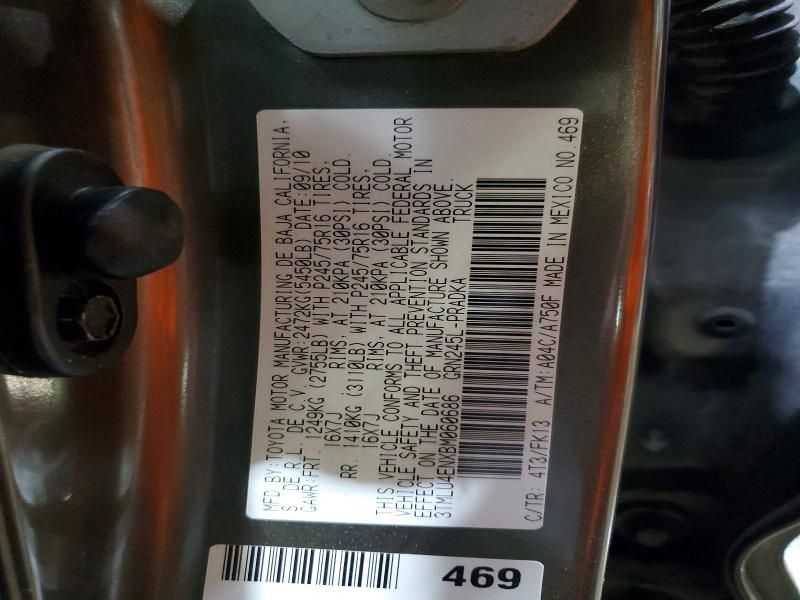 MFD BY:TOYOTA MOTOR MANUFACTURING DE BAJA CALIFORNIA,
S DE R.L. DE C.V. GVWR:2472KG(5450LB) DATE:09/10
GAWR:FRT. 1249KG (2755LB) WITH P245/75R16 TIRES,
16X7J RIMS, AT 210KPA (30PSI) COLD.
RR. 1410KG (3110LB) WITH P245/75R16 TIRES,
16X7J RIMS, AT 210KPA (30PSI) COLD.
THIS VEHICLE CONFORMS TO ALL APPLICABLE FEDERAL MOTOR
VEHICLE SAFETY AND THEFT PREVENTION STANDARDS IN
EFFECT ON THE DATE OF MANUFACTURE SHOWN ABOVE.
3TMLU4ENXBM060686 GRN245L-PRADKA TRUCK
C/TR: 4T3/FK13 A/TM:A04C/A750F MADE IN MEXICO NO.469
469